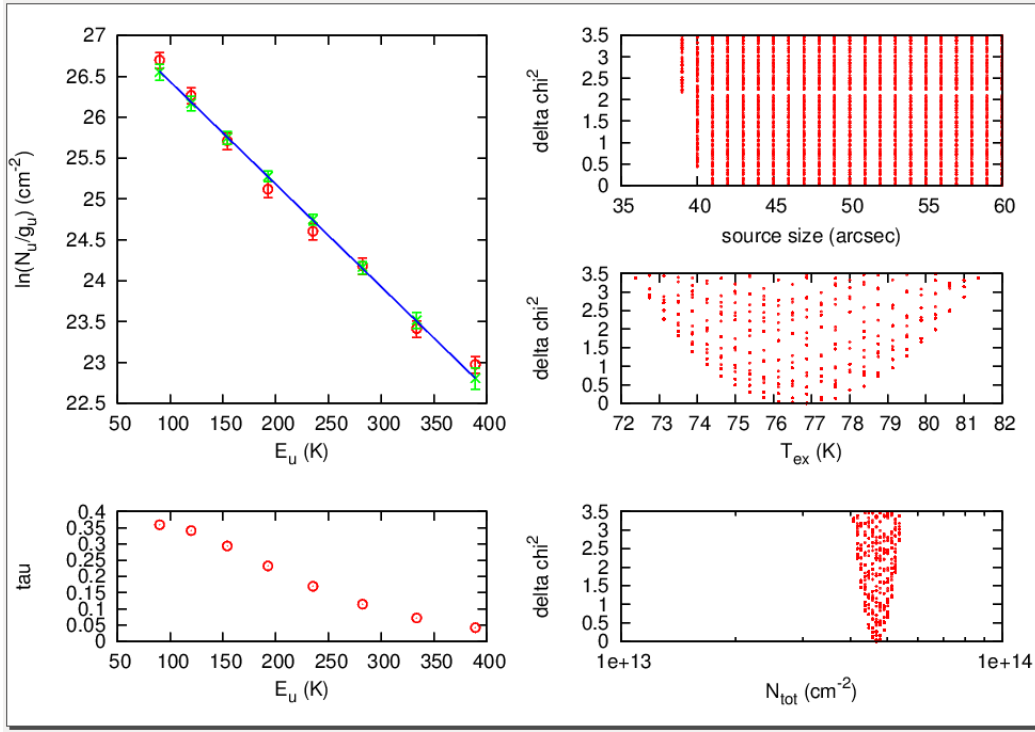 27
26.5
26
25.5
25
24.5
24
23.5
23
22.5
ln(N_u/g_u) (cm^-2)
50 100 150 200 250 300 350 400
E_u (K)
3.5
3
2.5
2
1.5
1
0.5
0
delta chi^2
35 40 45 50 55 60
source size (arcsec)
3.5
3
2.5
2
1.5
1
0.5
0
delta chi^2
72 73 74 75 76 77 78 79 80 81 82
T_ex (K)
0.4
0.35
0.3
0.25
0.2
0.15
0.1
0.05
0
tau
50 100 150 200 250 300 350 400
E_u (K)
3.5
3
2.5
2
1.5
1
0.5
0
delta chi^2
1e+13 1e+14
N_tot (cm^-2)